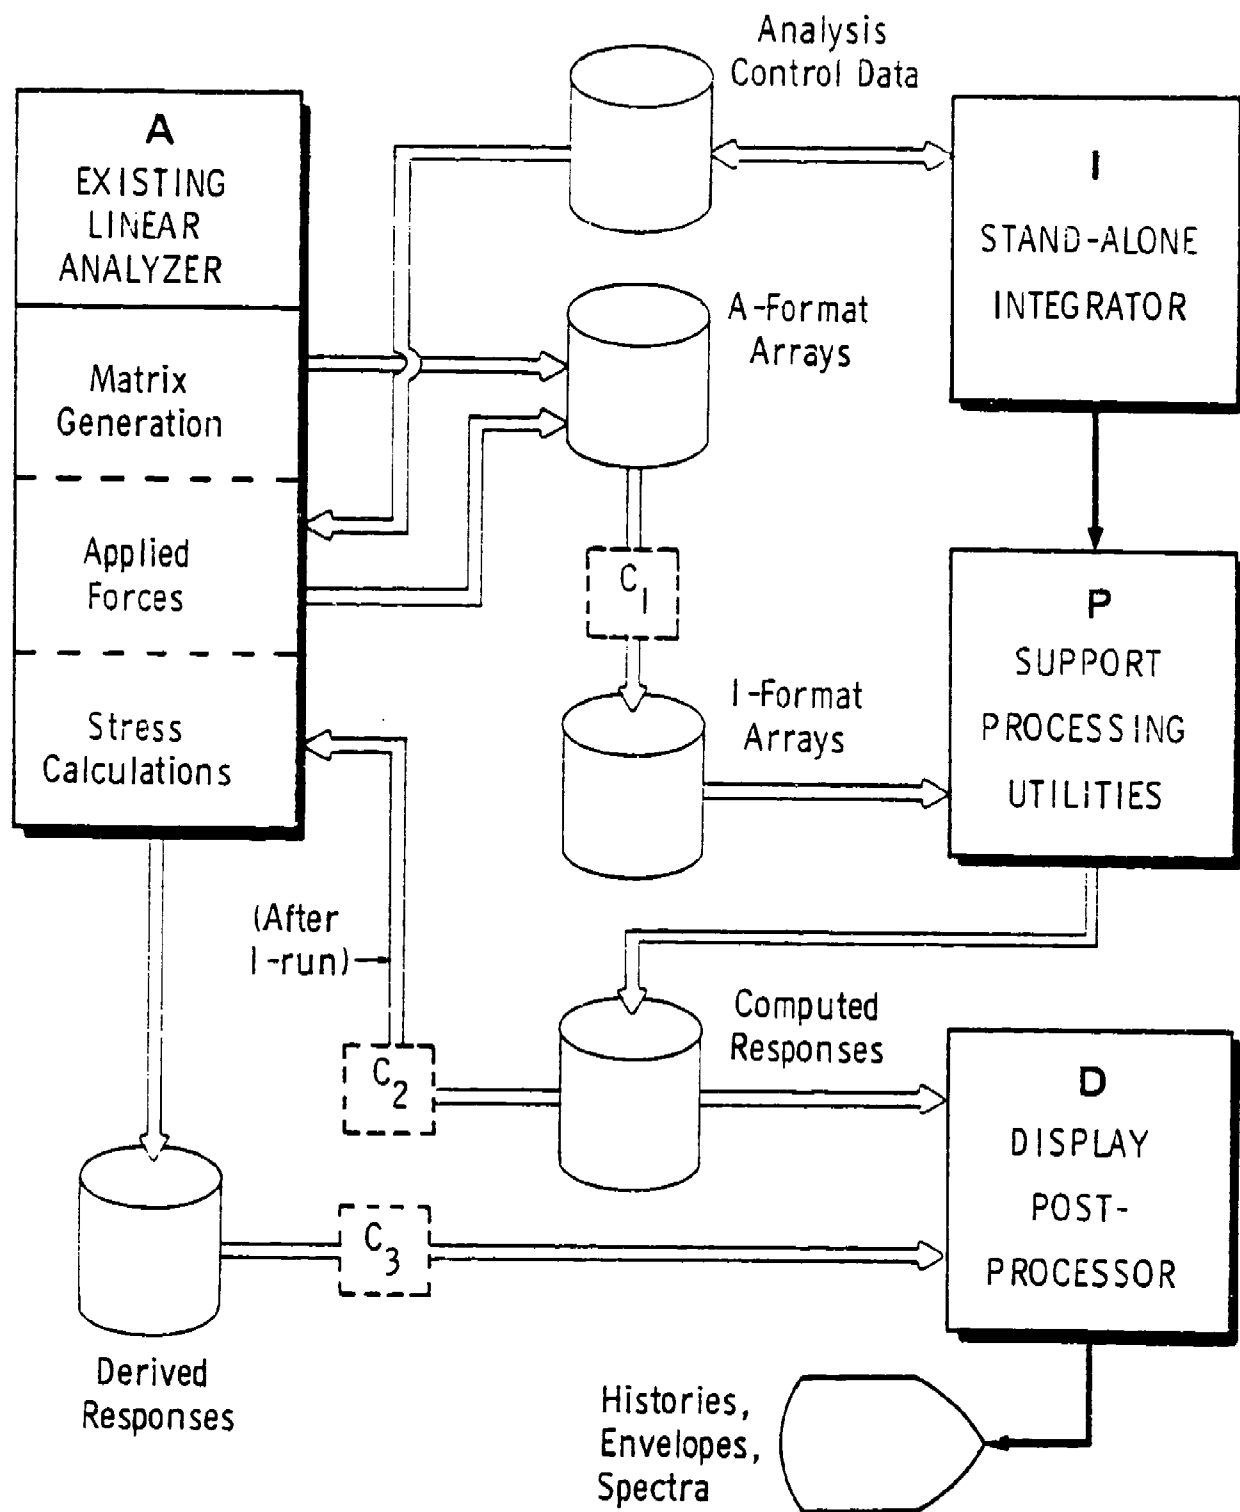 Analysis
Control Data
A
EXISTING
LINEAR
ANALYZER
I
STAND-ALONE
INTEGRATOR
A-Format
Arrays
Matrix
Generation
Applied
Forces
C1
P
SUPPORT
PROCESSING
UTILITIES
I-Format
Arrays
Stress
Calculations
(After
I-run)
Computed
Responses
C2
D
DISPLAY
POST-
PROCESSOR
C3
Derived
Responses
Histories,
Envelopes,
Spectra